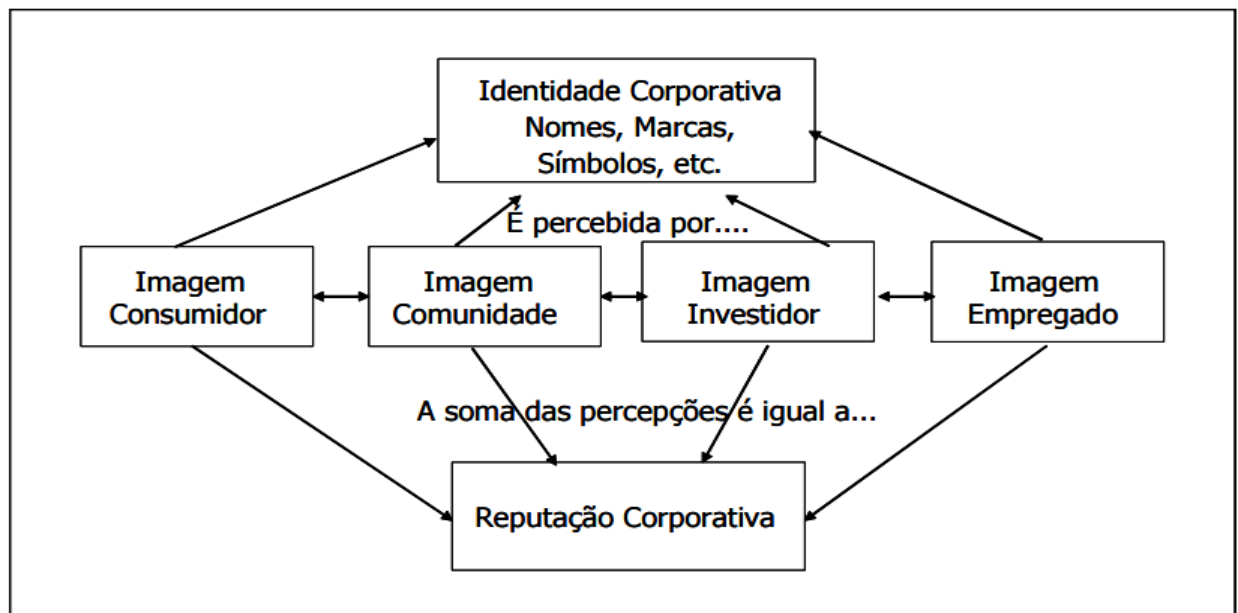 Identidade Corporativa
Nomes, Marcas,
Símbolos, etc.
É percebida por....
Imagem
Consumidor
Imagem
Comunidade
Imagem
Investidor
Imagem
Empregado
A soma das percepções é igual a...
Reputação Corporativa